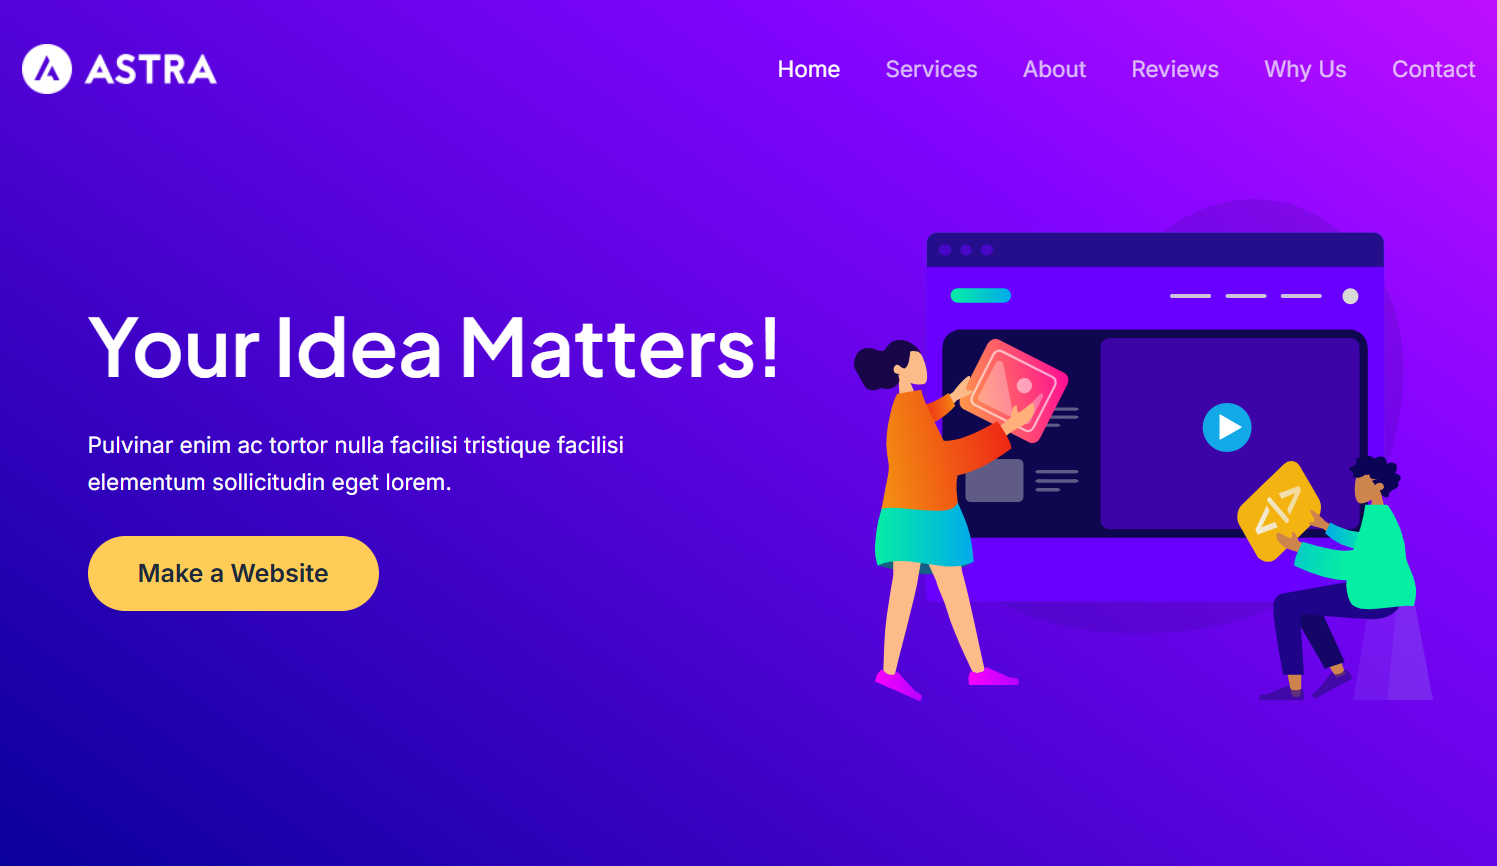 ASTRA
Home Services About Reviews Why Us Contact
Your Idea Matters!
Pulvinar enim ac tortor nulla facilisi tristique facilisi
elementum sollicitudin eget lorem.
Make a Website